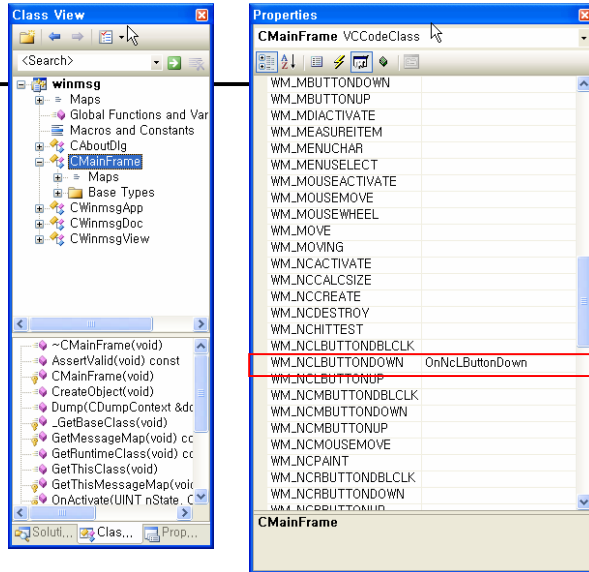 Class View
<Search>
winmsg
Maps
Global Functions and Var
Macros and Constants
CAboutDlg
CMainFrame
Maps
Base Types
CWinmsgApp
CWinmsgDoc
CWinmsgView
~CMainFrame(void)
AssertValid(void) const
CMainFrame(void)
CreateObject(void)
Dump(CDumpContext &dc
_GetBaseClass(void)
GetMessageMap(void) cc
GetRuntimeClass(void) cc
GetThisClass(void)
GetThisMessageMap(voic
OnActivate(UINT nState, C
Soluti... Clas... Prop...
Properties
CMainFrame VCCodeClass
WM_MBUTTONDOWN
WM_MBUTTONUP
WM_MDIACTIVATE
WM_MEASUREITEM
WM_MENUCHAR
WM_MENUSELECT
WM_MOUSEACTIVATE
WM_MOUSEMOVE
WM_MOUSEWHEEL
WM_MOVE
WM_MOVING
WM_NCACTIVATE
WM_NCCALCSIZE
WM_NCCREATE
WM_NCDESTROY
WM_NCHITTEST
WM_NCLBUTTONDBLCLK
WM_NCLBUTTONDOWN OnNcLButtonDown
WM_NCLBUTTONUP
WM_NCMBUTTONDBLCLK
WM_NCMBUTTONDOWN
WM_NCMBUTTONUP
WM_NCMOUSEMOVE
WM_NCPAINT
WM_NCRBUTTONDBLCLK
WM_NCRBUTTONDOWN
WM_NCRBUTTONUP
CMainFrame